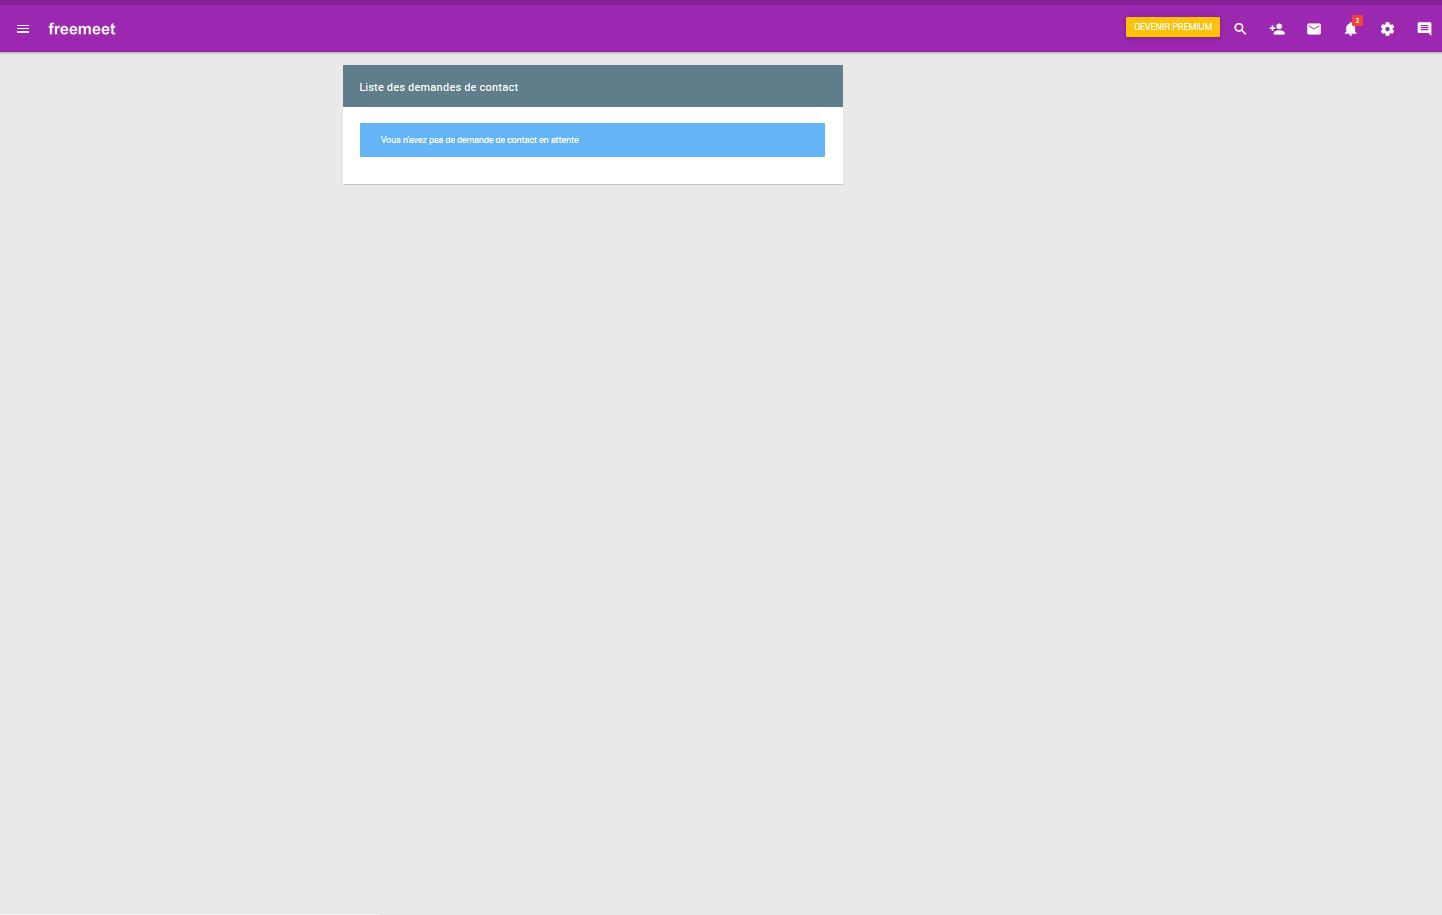 freemeet
DEVENIR PREMIUM
2
Liste des demandes de contact
Vous n'avez pas de demande de contact en attente